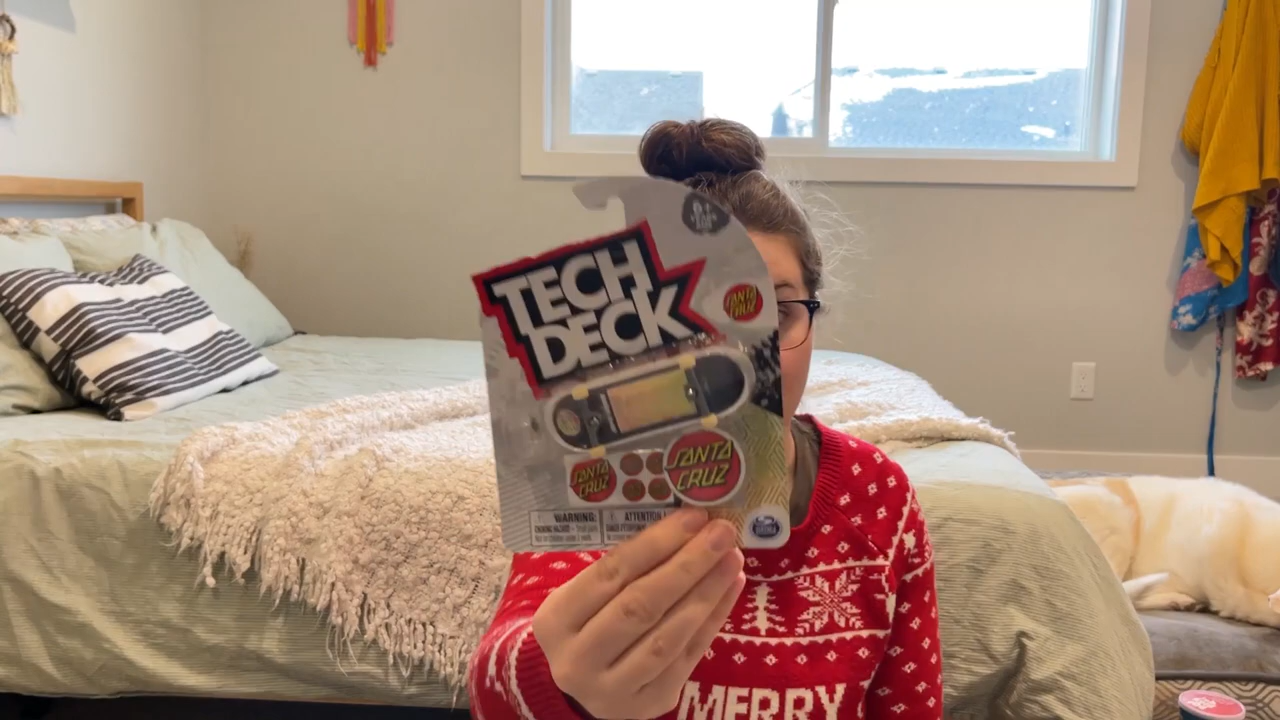 TECH
DECK
SANTA
CRUZ
SANTA
CRUZ
SANTA
CRUZ
WARNING:
ATTENTION
MERRY